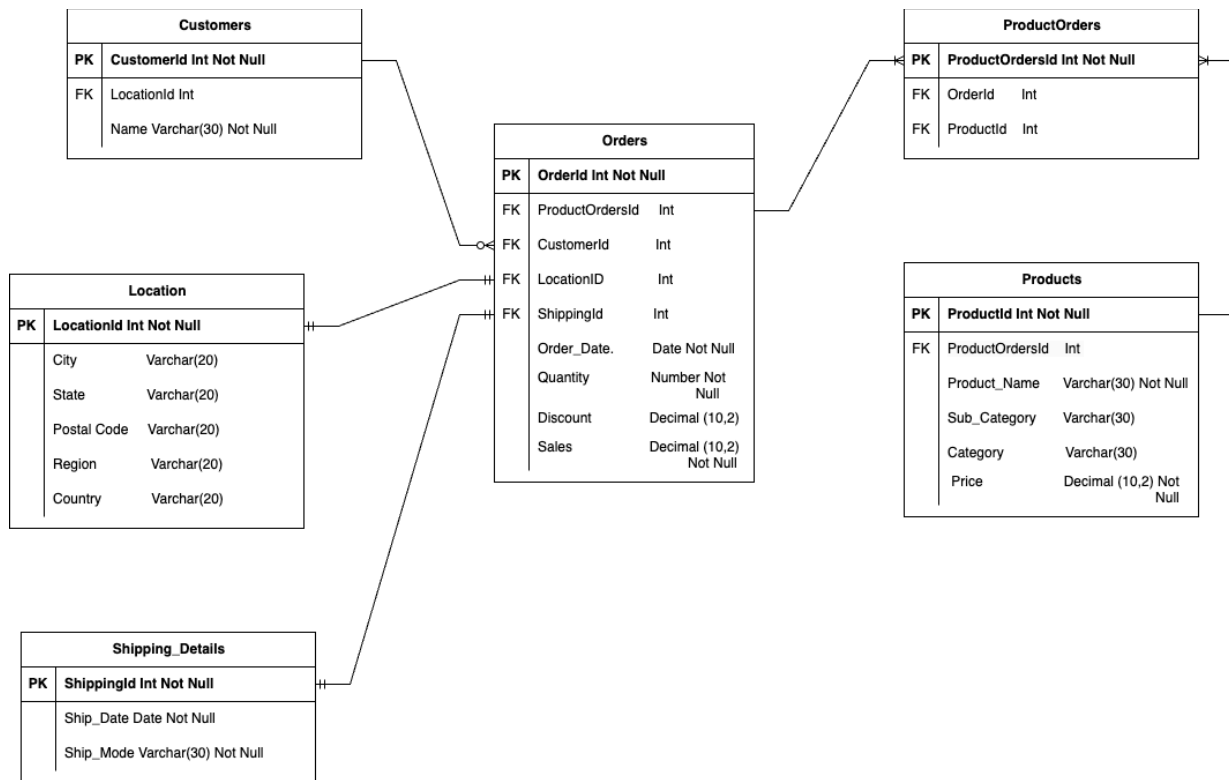 Customers
PK CustomerId Int Not Null
FK LocationId Int
Name Varchar(30) Not Null
ProductOrders
PK ProductOrdersId Int Not Null
FK OrderId Int
FK ProductId Int
Orders
PK OrderId Int Not Null
FK ProductOrdersId Int
FK CustomerId Int
FK LocationID Int
FK ShippingId Int
Order_Date. Date Not Null
Quantity Number Not
Null
Discount Decimal (10,2)
Sales Decimal (10,2)
Not Null
Location
PK LocationId Int Not Null
City Varchar(20)
State Varchar(20)
Postal Code Varchar(20)
Region Varchar(20)
Country Varchar(20)
Products
PK ProductId Int Not Null
FK ProductOrdersId Int
Product_Name Varchar(30) Not Null
Sub_Category Varchar(30)
Category Varchar(30)
Price Decimal (10,2) Not
Null
Shipping_Details
PK ShippingId Int Not Null
Ship_Date Date Not Null
Ship_Mode Varchar(30) Not Null